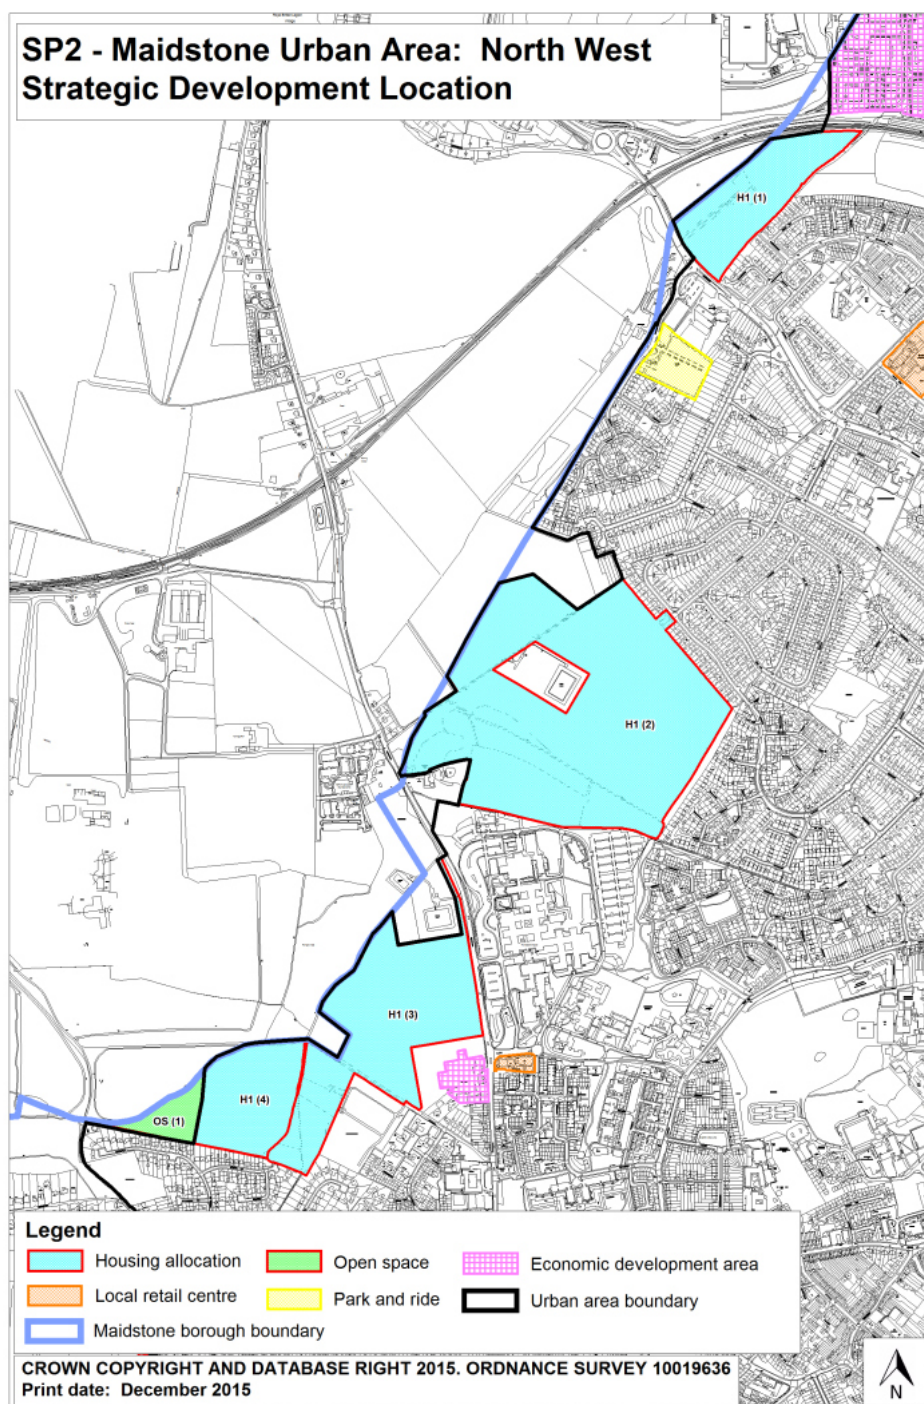 SP2 - Maidstone Urban Area: North West
Strategic Development Location
H1 (1)
H1 (2)
H1 (3)
H1 (4)
OS (1)
Legend
Housing allocation
Open space
Economic development area
Local retail centre
Park and ride
Urban area boundary
Maidstone borough boundary
CROWN COPYRIGHT AND DATABASE RIGHT 2015. ORDNANCE SURVEY 10019636
Print date: December 2015
N